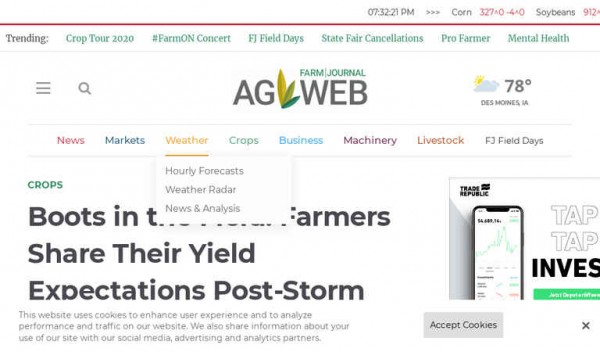 07:32:21 PM >>> Corn 327^0 -4^0 Soybeans 912^
Trending: Crop Tour 2020 #FarmON Concert FJ Field Days State Fair Cancellations Pro Farmer Mental Health
FARM|JOURNAL
AG WEB
78°
DES MOINES, IA
News Markets Weather Crops Business Machinery Livestock FJ Field Days
Hourly Forecasts
Weather Radar
News & Analysis
CROPS
Boots in the Farmers
Share Their Yield
Expectations Post-Storm
TRADE
REPUBLIC
TAP
TAP
INVES
This website uses cookies to enhance user experience and to analyze
performance and traffic on our website. We also share information about your
use of our site with our social media, advertising and analytics partners.
Accept Cookies